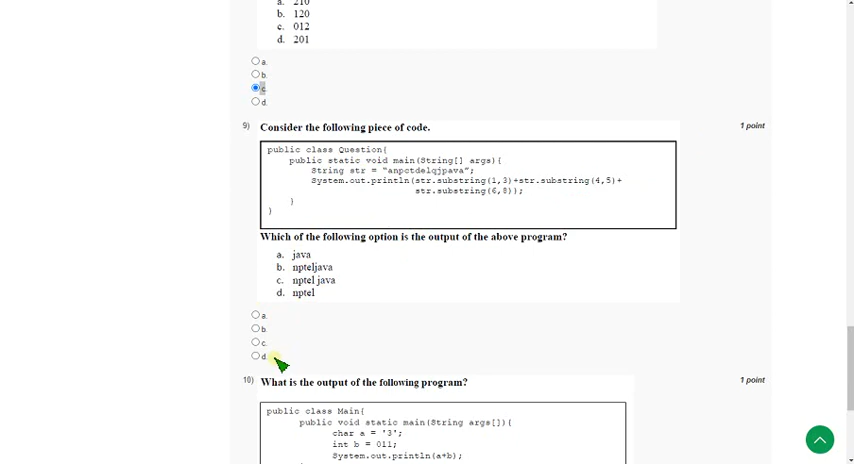 a. 210
b. 120
c. 012
d. 201
a.
b.
c.
d.
9) Consider the following piece of code. 1 point
public class Question{
public static void main(String[] args){
String str = "anpctdelqjpava";
System.out.println(str.substring(1,3)+str.substring(4,5)+
str.substring(6,8));
}
}
Which of the following option is the output of the above program?
a. java
b. npteljava
c. nptel java
d. nptel
a.
b.
c.
d.
10) What is the output of the following program? 1 point
public class Main{
public void static main(String args[]){
char a = '3';
int b = 011;
System.out.println(a+b);